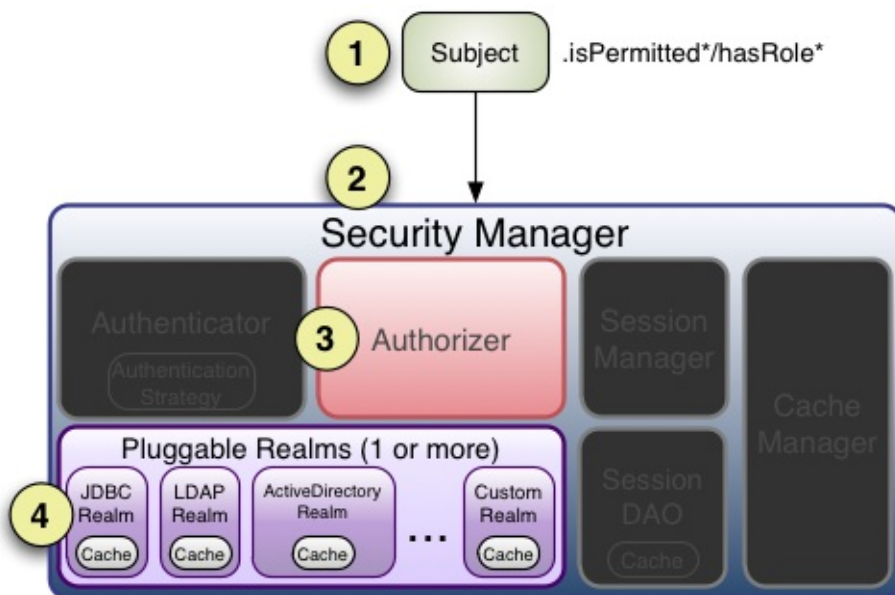 1
Subject
.isPermitted*/hasRole*
2
Security Manager
Authenticator
Authentication
Strategy
3
Authorizer
Session
Manager
Cache
Manager
Pluggable Realms (1 or more)
4
JDBC
Realm
Cache
LDAP
Realm
Cache
ActiveDirectory
Realm
Cache
...
Custom
Realm
Cache
Session
DAO
Cache